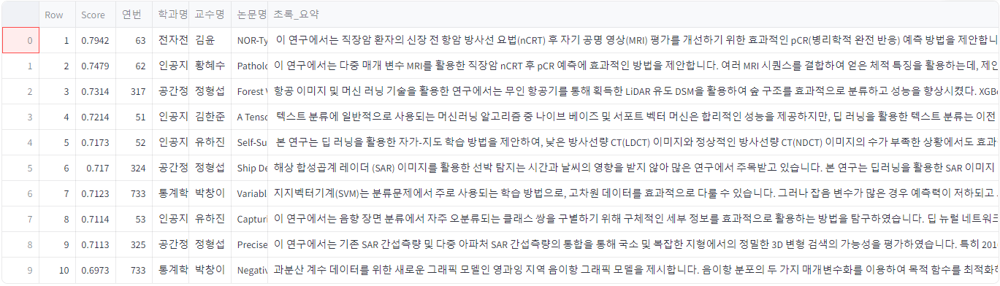 Row Score 연번 학과명 교수명 논문명 초록_요약
0 1 0.7942 63 전자전 김윤 NOR-Ty 이 연구에서는 직장암 환자의 신장 전 항암 방사선 요법(nCRT) 후 자기 공명 영상(MRI) 평가를 개선하기 위한 효과적인 pCR(병리학적 완전 반응) 예측 방법을 제안합니
1 2 0.7479 62 인공지 황혜수 Patholo 이 연구에서는 다중 매개 변수 MRI를 활용한 직장암 nCRT 후 pCR 예측에 효과적인 방법을 제안합니다. 여러 MRI 시퀀스를 결합하여 얻은 체적 특징을 활용하는데, 제안
2 3 0.7314 317 공간정 정형섭 Forest V 항공 이미지 및 머신 러닝 기술을 활용한 연구에서는 무인 항공기를 통해 획득한 LiDAR 유도 DSM을 활용하여 숲 구조를 효과적으로 분류하고 성능을 향상시켰다. XGBo
3 4 0.7214 51 인공지 김한준 A Tenso 텍스트 분류에 일반적으로 사용되는 머신러닝 알고리즘 중 나이브 베이즈 및 서포트 벡터 머신은 합리적인 성능을 제공하지만, 딥 러닝을 활용한 텍스트 분류는 이전
4 5 0.7173 52 인공지 유하진 Self-Su 본 연구는 딥 러닝을 활용한 자가-지도 학습 방법을 제안하여, 낮은 방사선량 CT(LDCT) 이미지와 정상적인 방사선량 CT(NDCT) 이미지의 수가 부족한 상황에서도 효과
5 6 0.717 324 공간정 정형섭 Ship De 해상 합성곱계 레이더 (SAR) 이미지를 활용한 선박 탐지는 시간과 날씨의 영향을 받지 않아 많은 연구에서 주목받고 있습니다. 본 연구는 딥러닝을 활용한 SAR 이미지
6 7 0.7123 733 통계학 박창이 Variabl 지지벡터기계(SVM)는 분류문제에서 주로 사용되는 학습 방법으로, 고차원 데이터를 효과적으로 다룰 수 있습니다. 그러나 잡음 변수가 많은 경우 예측력이 저하되고
7 8 0.7114 53 인공지 유하진 Capturi 이 연구에서는 음향 장면 분류에서 자주 오분류되는 클래스 쌍을 구별하기 위해 구체적인 세부 정보를 효과적으로 활용하는 방법을 탐구하였습니다. 딥 뉴럴 네트워크
8 9 0.7113 325 공간정 정형섭 Precise 이 연구에서는 기존 SAR 간섭측량 및 다중 아파처 SAR 간섭측량의 통합을 통해 국소 및 복잡한 지형에서의 정밀한 3D 변형 검색의 가능성을 평가하였습니다. 특히 201
9 10 0.6973 733 통계학 박창이 Negativ 과분산 계수 데이터를 위한 새로운 그래픽 모델인 영과잉 지역 음이항 그래픽 모델을 제시합니다. 음이항 분포의 두 가지 매개변수화를 이용하여 목적 함수를 최적화하